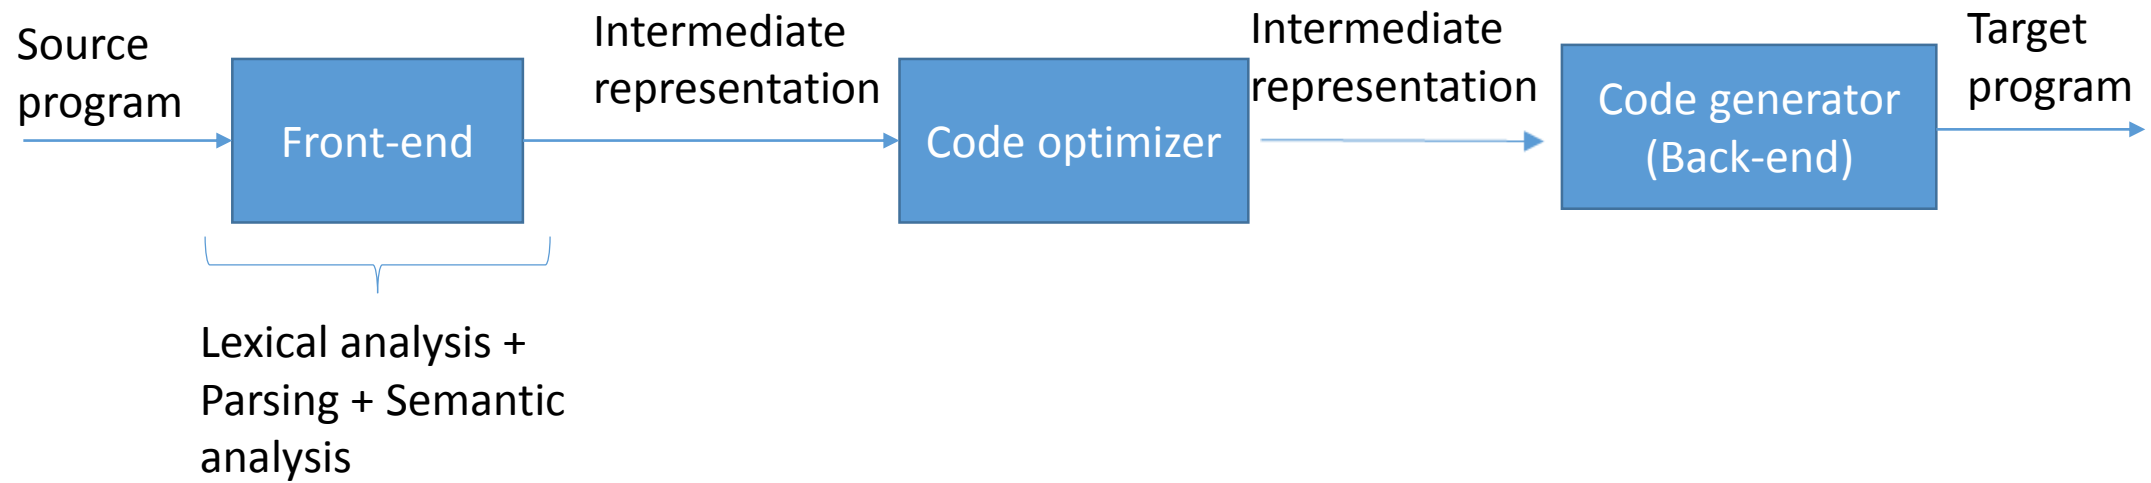 Source
program
Front-end
Intermediate
representation
Code optimizer
Intermediate
representation
Code generator
(Back-end)
Target
program
Lexical analysis +
Parsing + Semantic
analysis